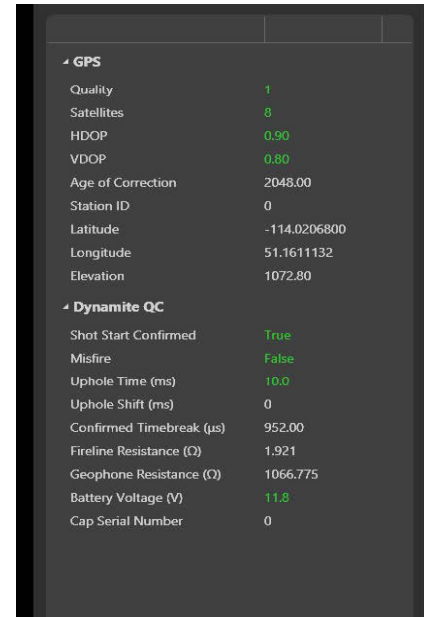 GPS
Quality 1
Satellites 8
HDOP 0.90
VDOP 0.80
Age of Correction 2048.00
Station ID 0
Latitude -114.0206800
Longitude 51.1611132
Elevation 1072.80
Dynamite QC
Shot Start Confirmed True
Misfire False
Uphole Time (ms) 10.0
Uphole Shift (ms) 0
Confirmed Timebreak (µs) 952.00
Fireline Resistance (Ω) 1.921
Geophone Resistance (Ω) 1066.775
Battery Voltage (V) 11.8
Cap Serial Number 0